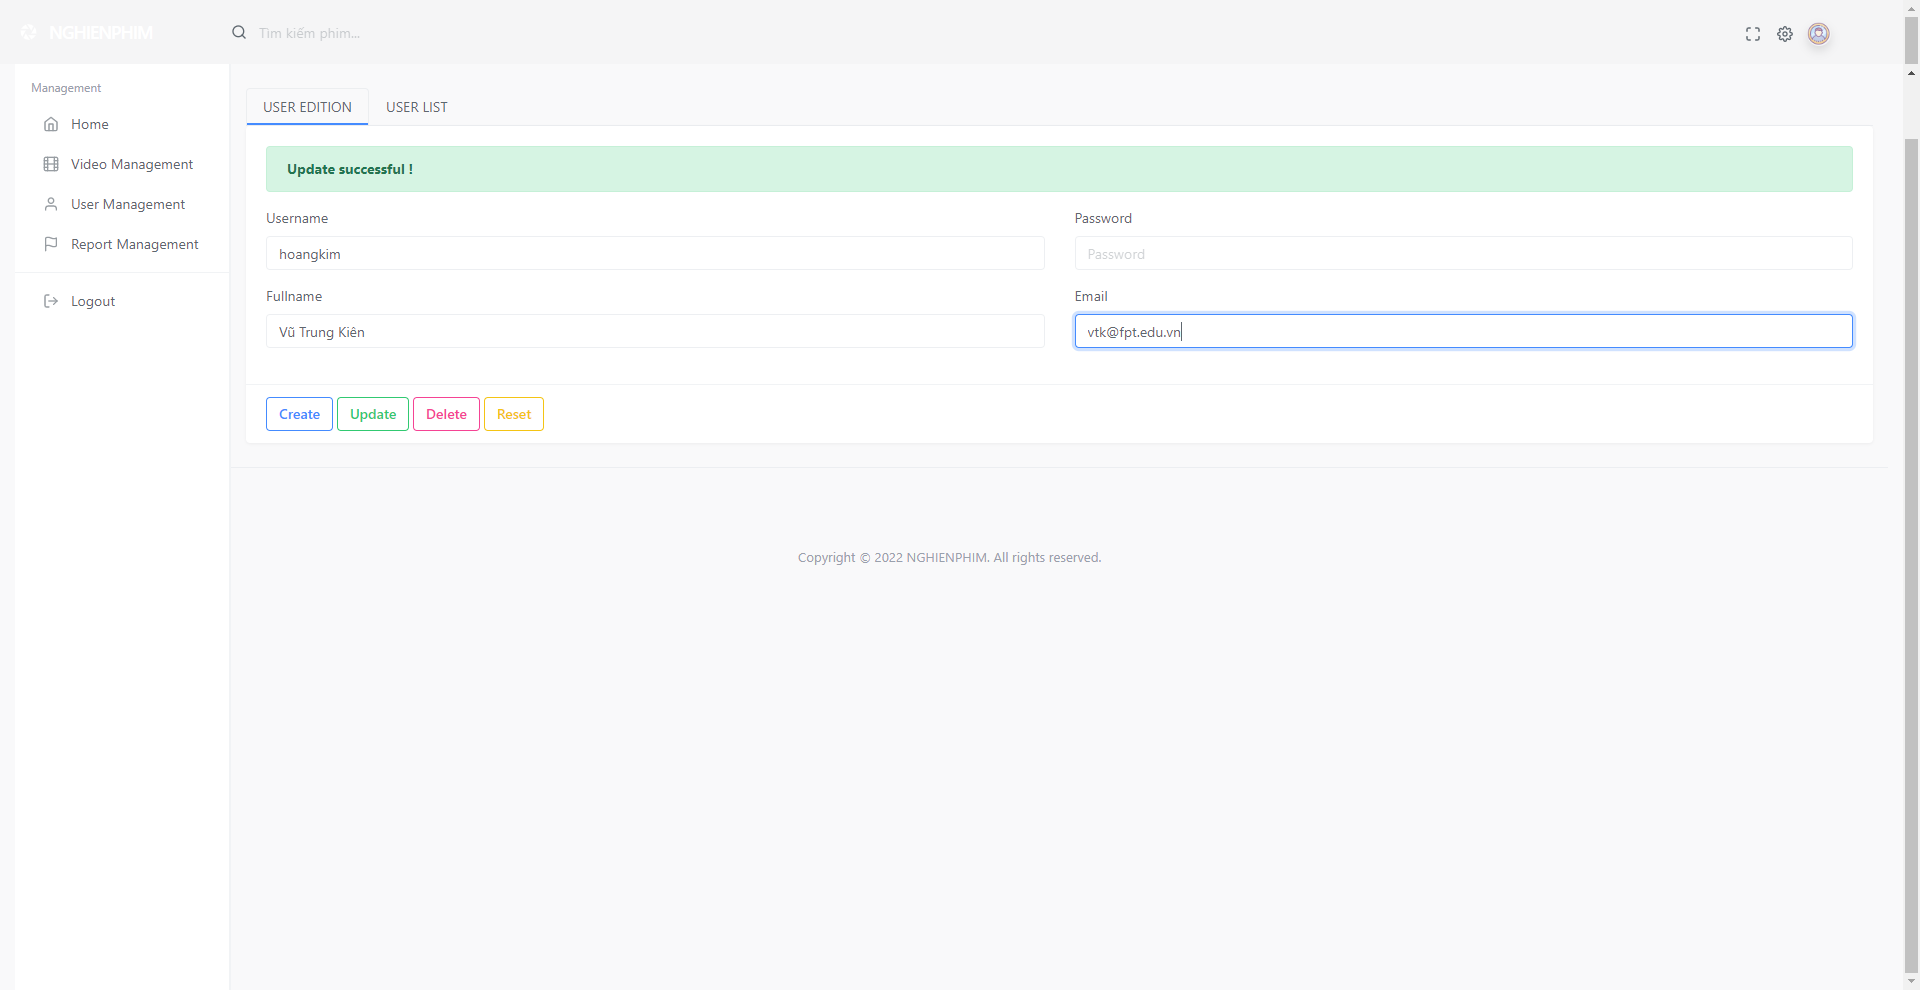 NGHIENPHIM
Tìm kiếm phim...
Management
Home
Video Management
User Management
Report Management
Logout
USER EDITION
USER LIST
Update successful !
Username
Password
hoangkim
Password
Fullname
Email
Vũ Trung Kiên
vtk@fpt.edu.vn
Create
Update
Delete
Reset
Copyright © 2022 NGHIENPHIM. All rights reserved.